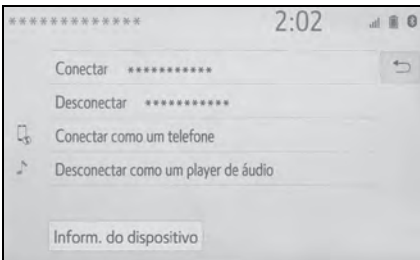 ************* 2:02
Conectar ***********
Desconectar ***********
Conectar como um telefone
Desconectar como um player de áudio
Inform. do dispositivo